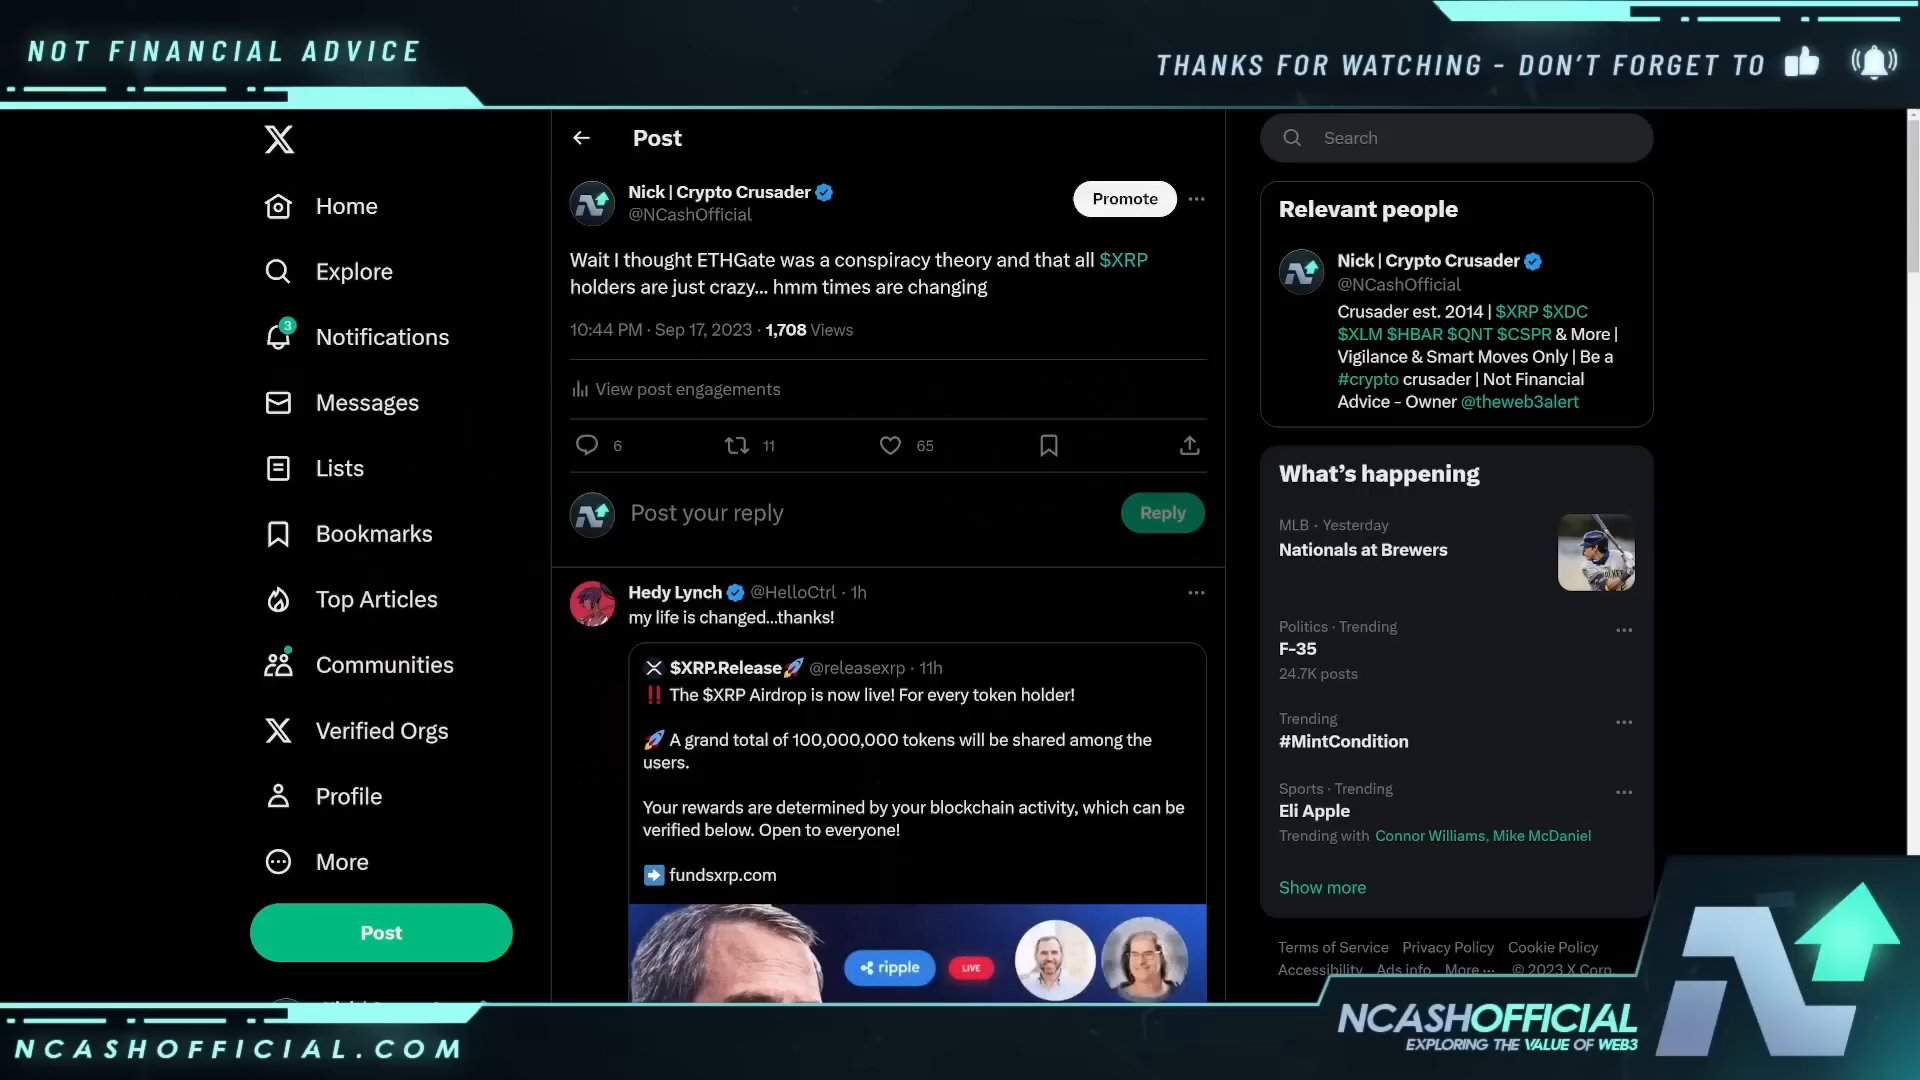 NOT FINANCIAL ADVICE
THANKS FOR WATCHING - DON'T FORGET TO
Home
Explore
3
Notifications
Messages
Lists
Bookmarks
Top Articles
Communities
Verified Orgs
Profile
More
Post
Post
Nick | Crypto Crusader
@NCashOfficial
Promote
Wait I thought ETHGate was a conspiracy theory and that all $XRP
holders are just crazy... hmm times are changing
10:44 PM · Sep 17, 2023 · 1,708 Views
View post engagements
6 11 65
Post your reply
Reply
Hedy Lynch @HelloCtrl · 1h
my life is changed...thanks!
$XRP.Release🚀 @releasexrp · 11h
‼️ The $XRP Airdrop is now live! For every token holder!
🚀 A grand total of 100,000,000 tokens will be shared among the
users.
Your rewards are determined by your blockchain activity, which can be
verified below. Open to everyone!
➡️ fundsxrp.com
ripple
LIVE
Search
Relevant people
Nick | Crypto Crusader
@NCashOfficial
Crusader est. 2014 | $XRP $XDC
$XLM $HBAR $QNT $CSPR & More |
Vigilance & Smart Moves Only | Be a
#crypto crusader | Not Financial
Advice - Owner @theweb3alert
What's happening
MLB · Yesterday
Nationals at Brewers
Politics · Trending
F-35
24.7K posts
Trending
#MintCondition
Sports · Trending
Eli Apple
Trending with Connor Williams, Mike McDaniel
Show more
Terms of Service Privacy Policy Cookie Policy
Accessibility Ads info More ··· © 2023 X Corp.
NCASHOFFICIAL.COM
NCASHOFFICIAL
EXPLORING THE VALUE OF WEB3